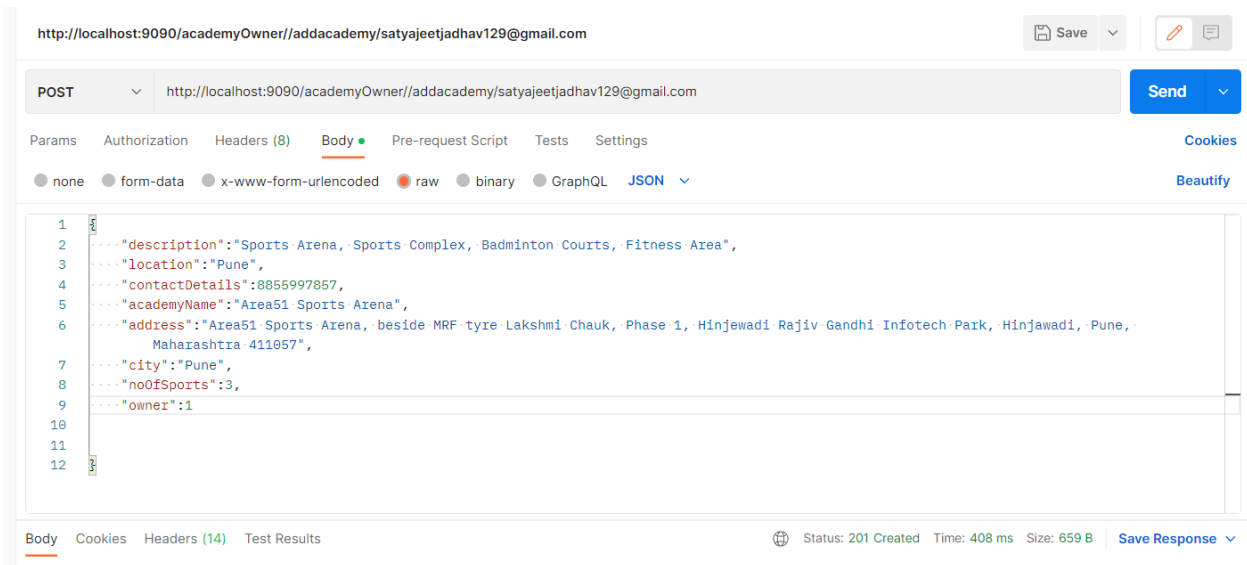 http://localhost:9090/academyOwner//addacademy/satyajeetjadhav129@gmail.com Save
POST http://localhost:9090/academyOwner//addacademy/satyajeetjadhav129@gmail.com Send
Params Authorization Headers (8) Body Pre-request Script Tests Settings Cookies
none form-data x-www-form-urlencoded raw binary GraphQL JSON Beautify
1 {
2 "description":"Sports Arena, Sports Complex, Badminton Courts, Fitness Area",
3 "location":"Pune",
4 "contactDetails":8855997857,
5 "academyName":"Area51 Sports Arena",
6 "address":"Area51 Sports Arena, beside MRF tyre Lakshmi Chauk, Phase 1, Hinjewadi Rajiv Gandhi Infotech Park, Hinjawadi, Pune,
Maharashtra 411057",
7 "city":"Pune",
8 "noOfSports":3,
9 "owner":1
10
11
12 }
Body Cookies Headers (14) Test Results Status: 201 Created Time: 408 ms Size: 659 B Save Response